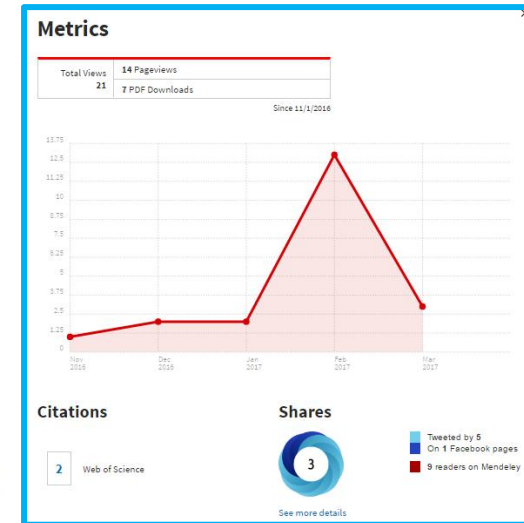 Metrics
Total Views
21
14 Pageviews
7 PDF Downloads
Since 11/1/2016
13.75
12.5
11.25
10
8.75
7.5
6.25
5
3.75
2.5
1.25
0
Nov
2016
Dec
2016
Jan
2017
Feb
2017
Mar
2017
Citations
2 Web of Science
Shares
3
See more details
Tweeted by 5
On 1 Facebook pages
9 readers on Mendeley